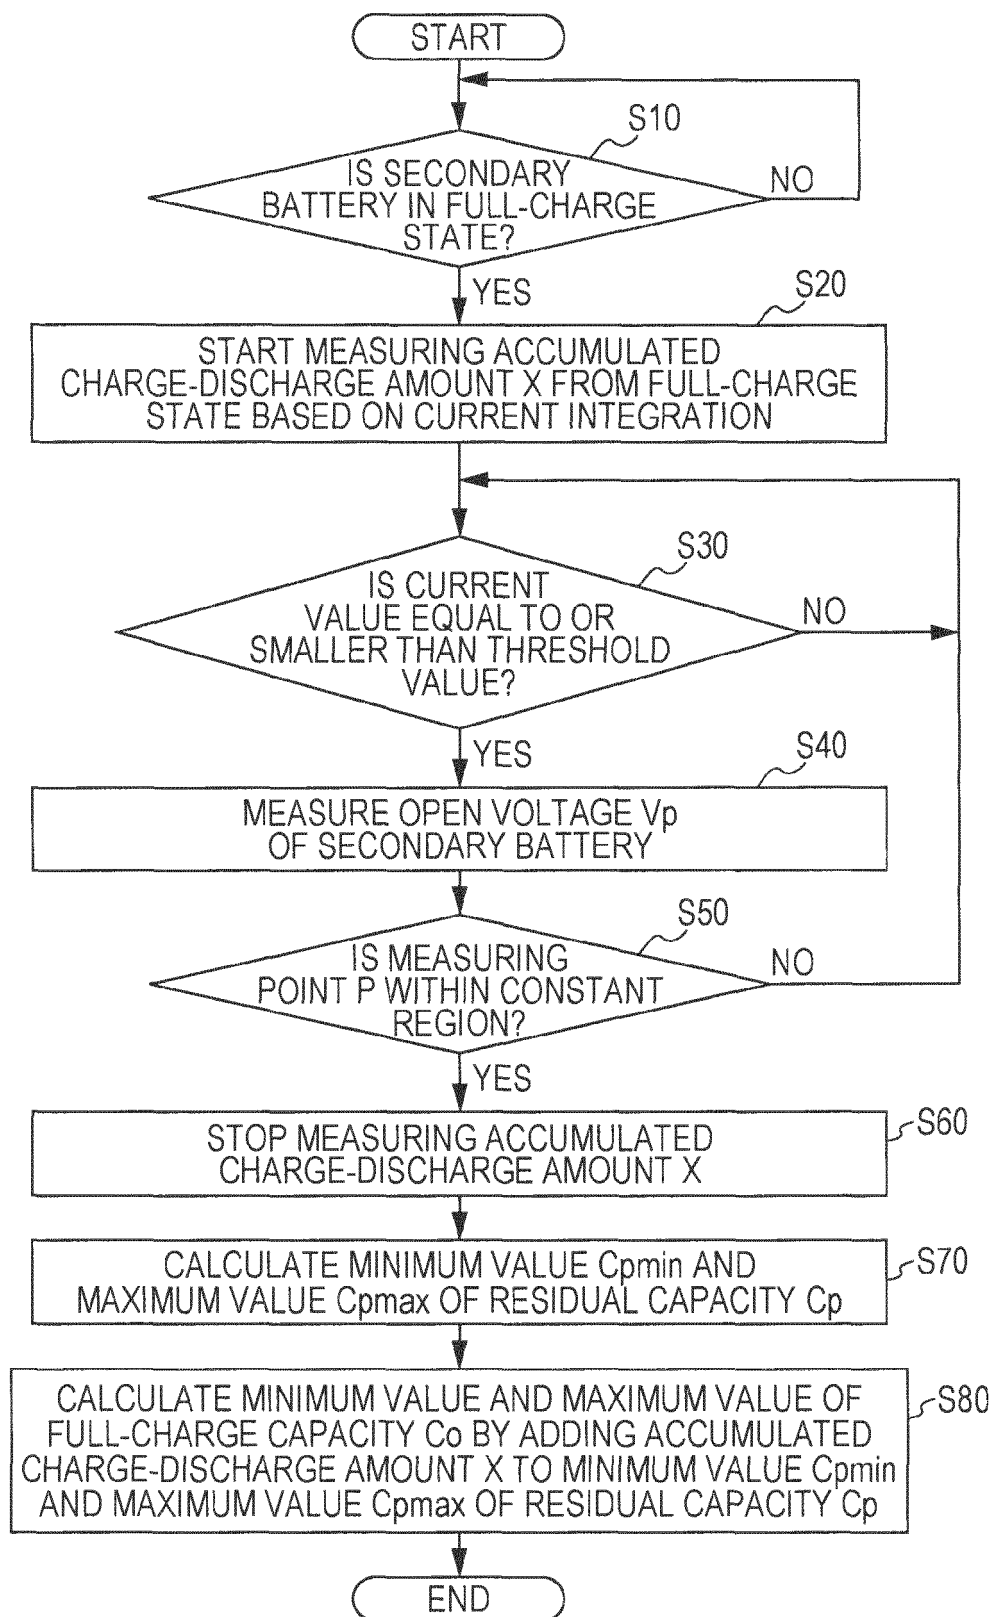 START
S10
IS SECONDARY
BATTERY IN FULL-CHARGE
STATE?
NO
YES
S20
START MEASURING ACCUMULATED
CHARGE-DISCHARGE AMOUNT X FROM FULL-CHARGE
STATE BASED ON CURRENT INTEGRATION
S30
IS CURRENT
VALUE EQUAL TO OR
SMALLER THAN THRESHOLD
VALUE?
NO
YES
S40
MEASURE OPEN VOLTAGE Vp
OF SECONDARY BATTERY
S50
IS MEASURING
POINT P WITHIN CONSTANT
REGION?
NO
YES
S60
STOP MEASURING ACCUMULATED
CHARGE-DISCHARGE AMOUNT X
S70
CALCULATE MINIMUM VALUE Cpmin AND
MAXIMUM VALUE Cpmax OF RESIDUAL CAPACITY Cp
S80
CALCULATE MINIMUM VALUE AND MAXIMUM VALUE OF
FULL-CHARGE CAPACITY Co BY ADDING ACCUMULATED
CHARGE-DISCHARGE AMOUNT X TO MINIMUM VALUE Cpmin
AND MAXIMUM VALUE Cpmax OF RESIDUAL CAPACITY Cp
END